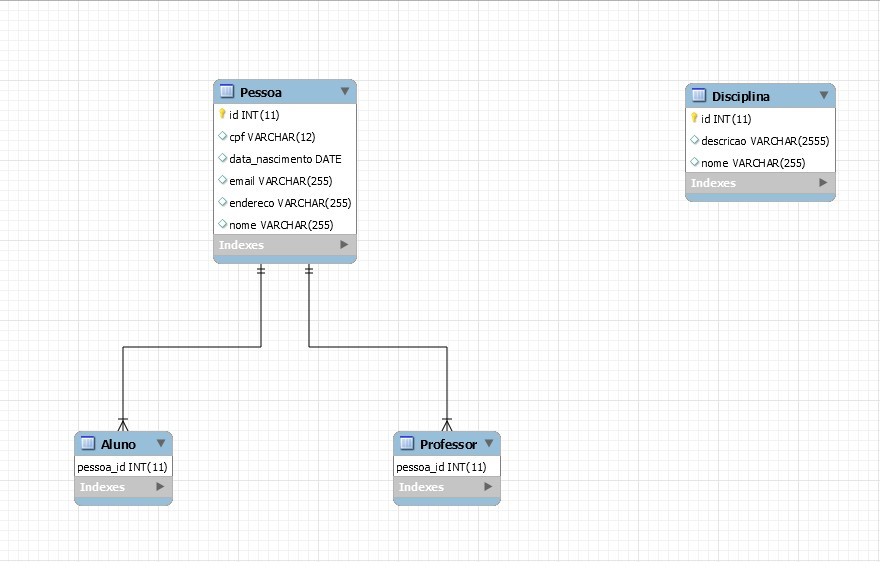 Pessoa
id INT(11)
cpf VARCHAR(12)
data_nascimento DATE
email VARCHAR(255)
endereco VARCHAR(255)
nome VARCHAR(255)
Indexes
Disciplina
id INT(11)
descricao VARCHAR(2555)
nome VARCHAR(255)
Indexes
Aluno
pessoa_id INT(11)
Indexes
Professor
pessoa_id INT(11)
Indexes